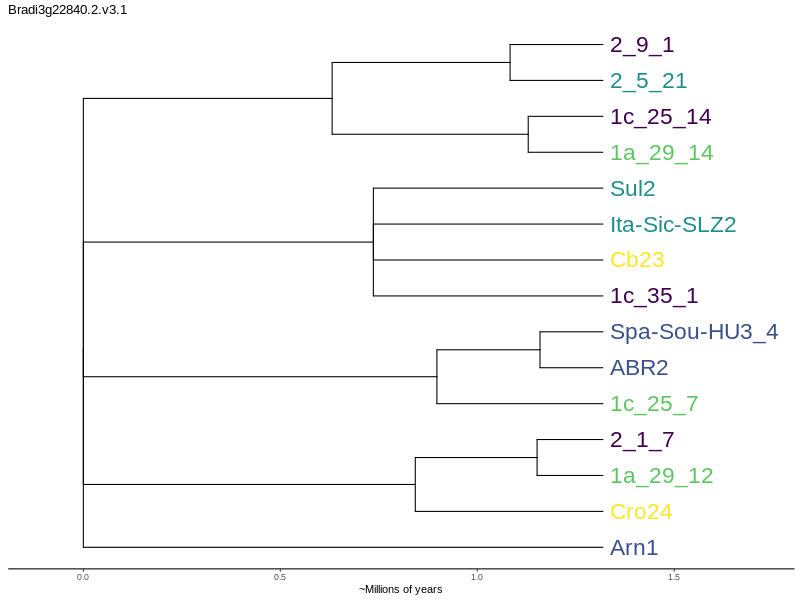 Bradi3g22840.2.v3.1
2_9_1
2_5_21
1c_25_14
1a_29_14
Sul2
Ita-Sic-SLZ2
Cb23
1c_35_1
Spa-Sou-HU3_4
ABR2
1c_25_7
2_1_7
1a_29_12
Cro24
Arn1
0.0 0.5 1.0 1.5
~Millions of years